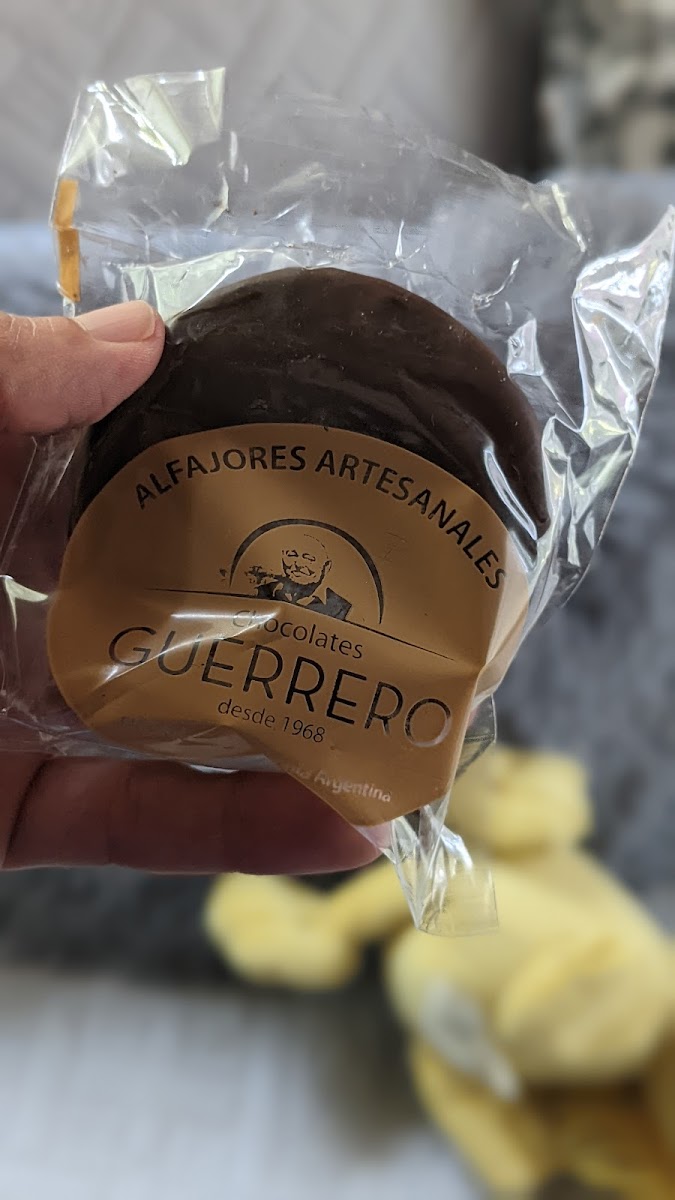 ALFAJORES ARTESANALES
Chocolates
GUERRERO
desde 1968
Argentina